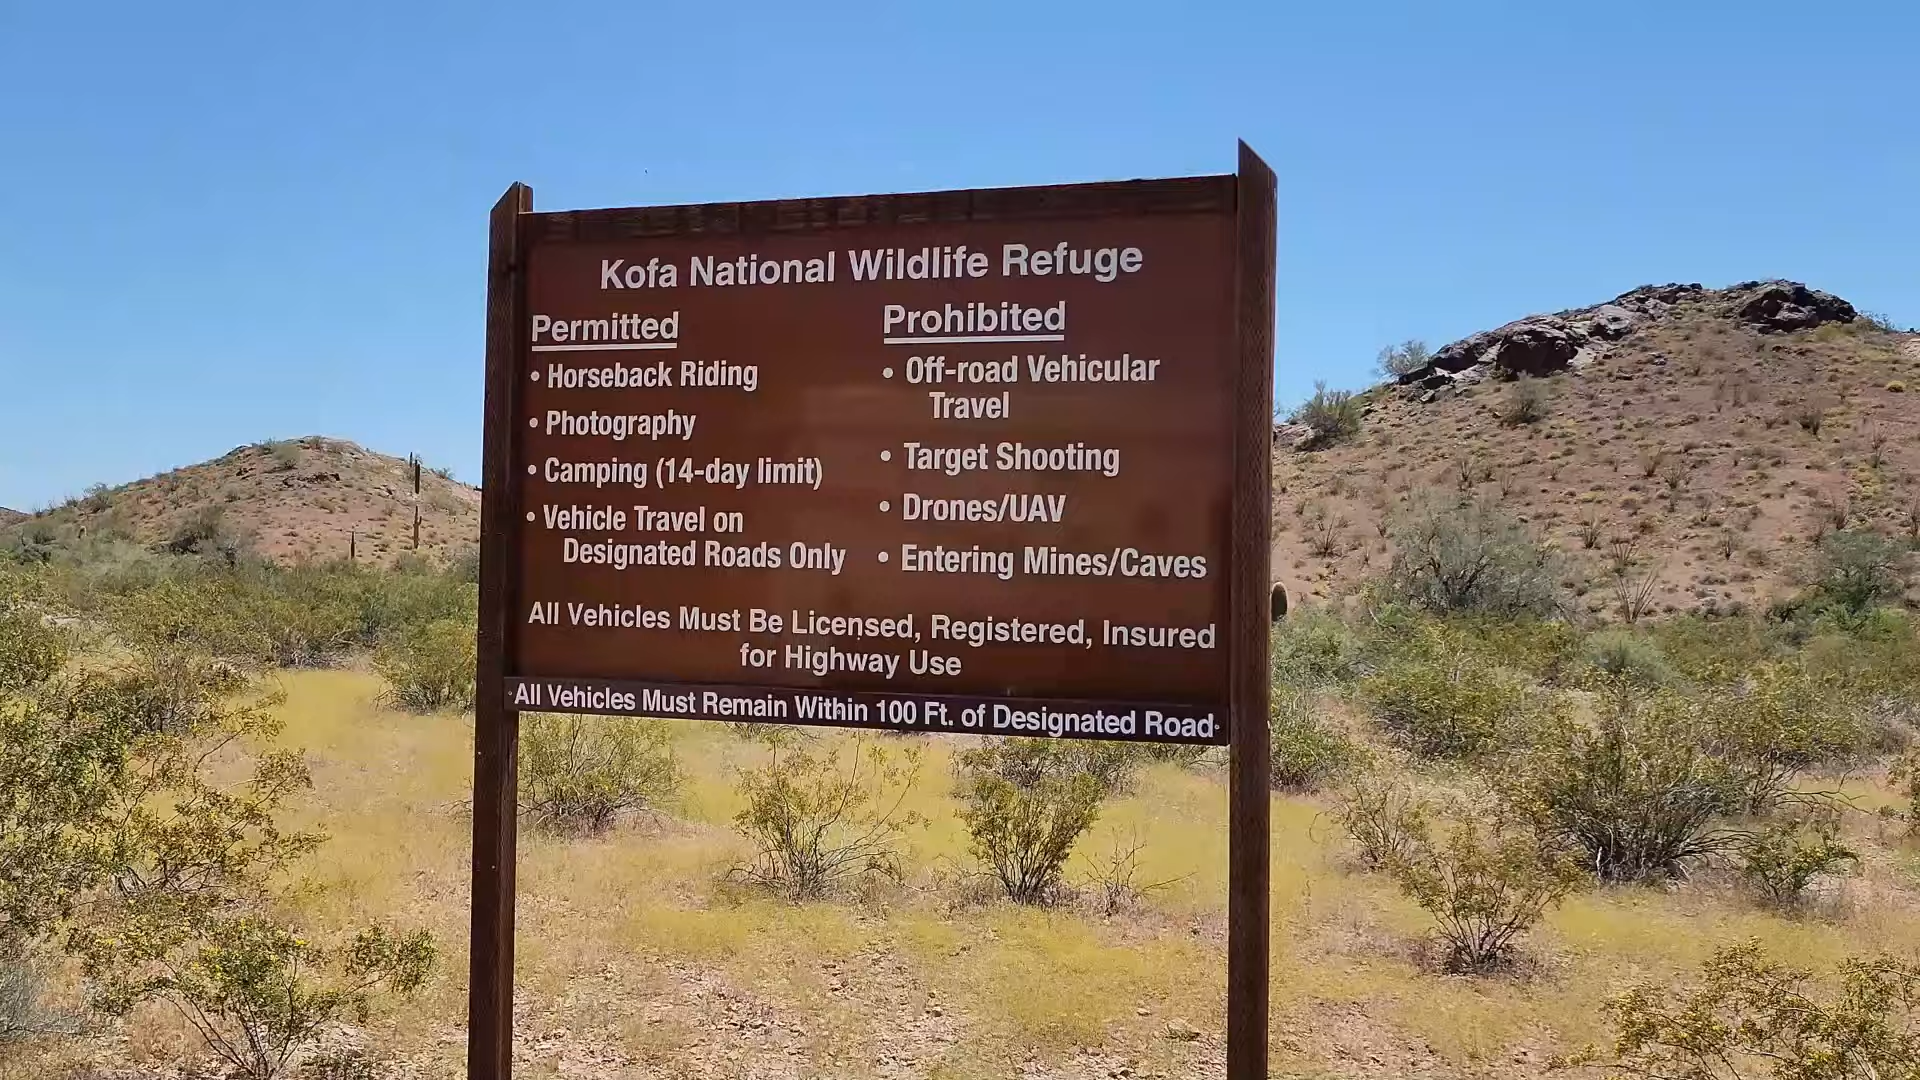 Kofa National Wildlife Refuge
Permitted
• Horseback Riding
• Photography
• Camping (14-day limit)
• Vehicle Travel on
Designated Roads Only
Prohibited
• Off-road Vehicular
Travel
• Target Shooting
• Drones/UAV
• Entering Mines/Caves
All Vehicles Must Be Licensed, Registered, Insured
for Highway Use
All Vehicles Must Remain Within 100 Ft. of Designated Road